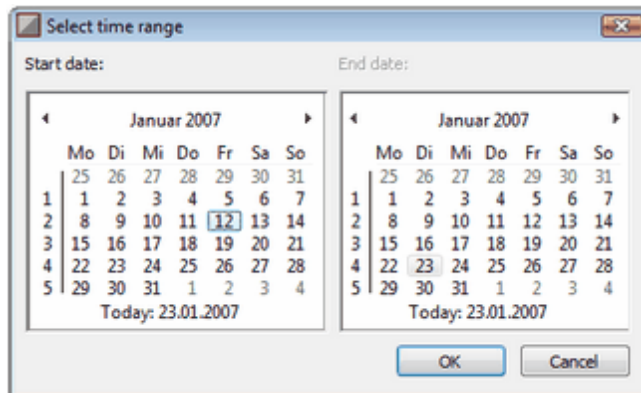 Select time range
Start date:
End date:
Januar 2007
Mo Di Mi Do Fr Sa So
25 26 27 28 29 30 31
1 1 2 3 4 5 6 7
2 8 9 10 11 12 13 14
3 15 16 17 18 19 20 21
4 22 23 24 25 26 27 28
5 29 30 31 1 2 3 4
Today: 23.01.2007
Januar 2007
Mo Di Mi Do Fr Sa So
25 26 27 28 29 30 31
1 1 2 3 4 5 6 7
2 8 9 10 11 12 13 14
3 15 16 17 18 19 20 21
4 22 23 24 25 26 27 28
5 29 30 31 1 2 3 4
Today: 23.01.2007
OK
Cancel